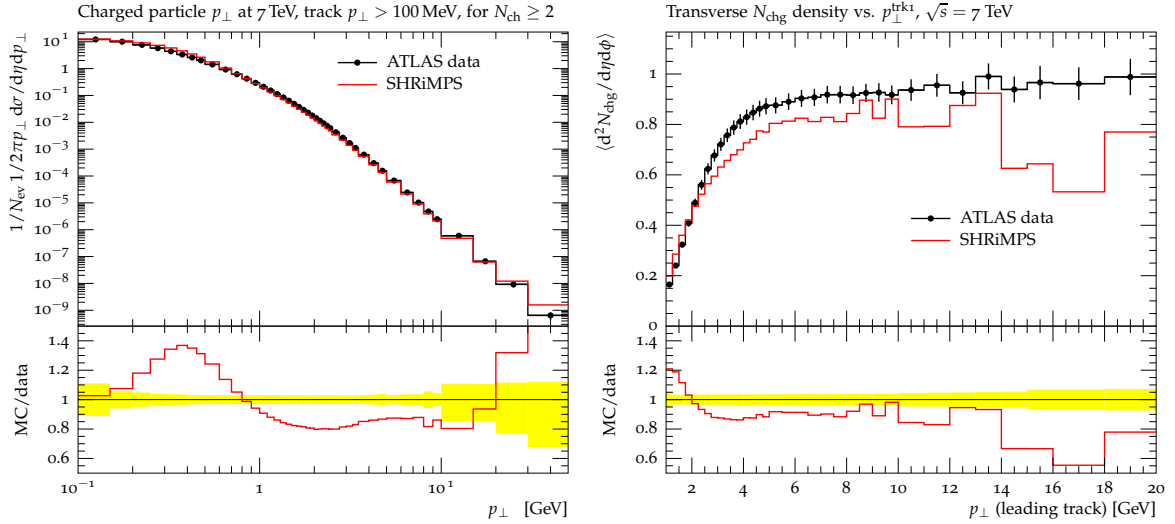 Charged particle p⊥ at 7 TeV, track p⊥ > 100 MeV, for Nch ≥ 2
1/Nev 1/2πp⊥ dσ/dηdp⊥
10^1
1
10^−1
10^−2
10^−3
10^−4
10^−5
10^−6
10^−7
10^−8
10^−9
ATLAS data
SHRiMPS
MC/data
1.4
1.2
1
0.8
0.6
10^−1
1
10^1
p⊥ [GeV]
Transverse Nchg density vs. p⊥^trk1, √s = 7 TeV
⟨d²Nchg/dηdϕ⟩
1
0.8
0.6
0.4
0.2
0
ATLAS data
SHRiMPS
MC/data
1.4
1.2
1
0.8
0.6
2 4 6 8 10 12 14 16 18 20
p⊥ (leading track) [GeV]